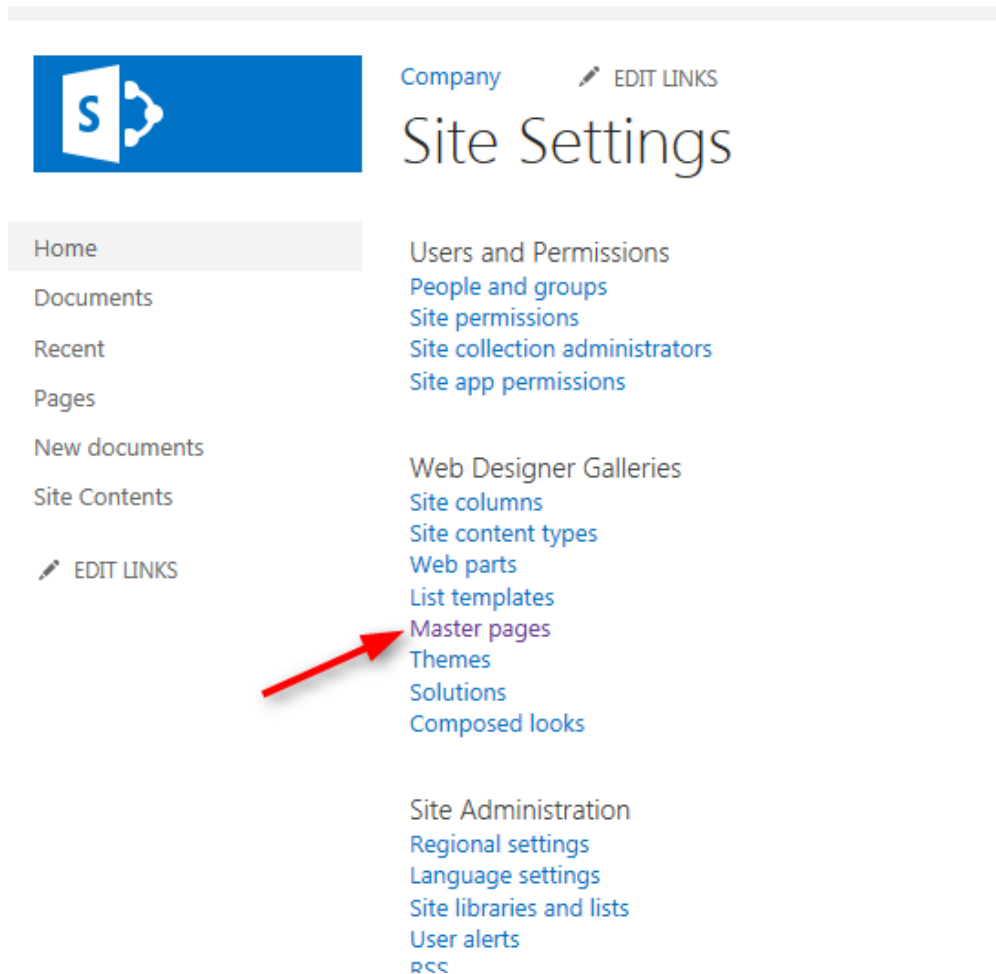 S
Company EDIT LINKS
Site Settings
Home
Documents
Recent
Pages
New documents
Site Contents
EDIT LINKS
Users and Permissions
People and groups
Site permissions
Site collection administrators
Site app permissions
Web Designer Galleries
Site columns
Site content types
Web parts
List templates
Master pages
Themes
Solutions
Composed looks
Site Administration
Regional settings
Language settings
Site libraries and lists
User alerts
RSS